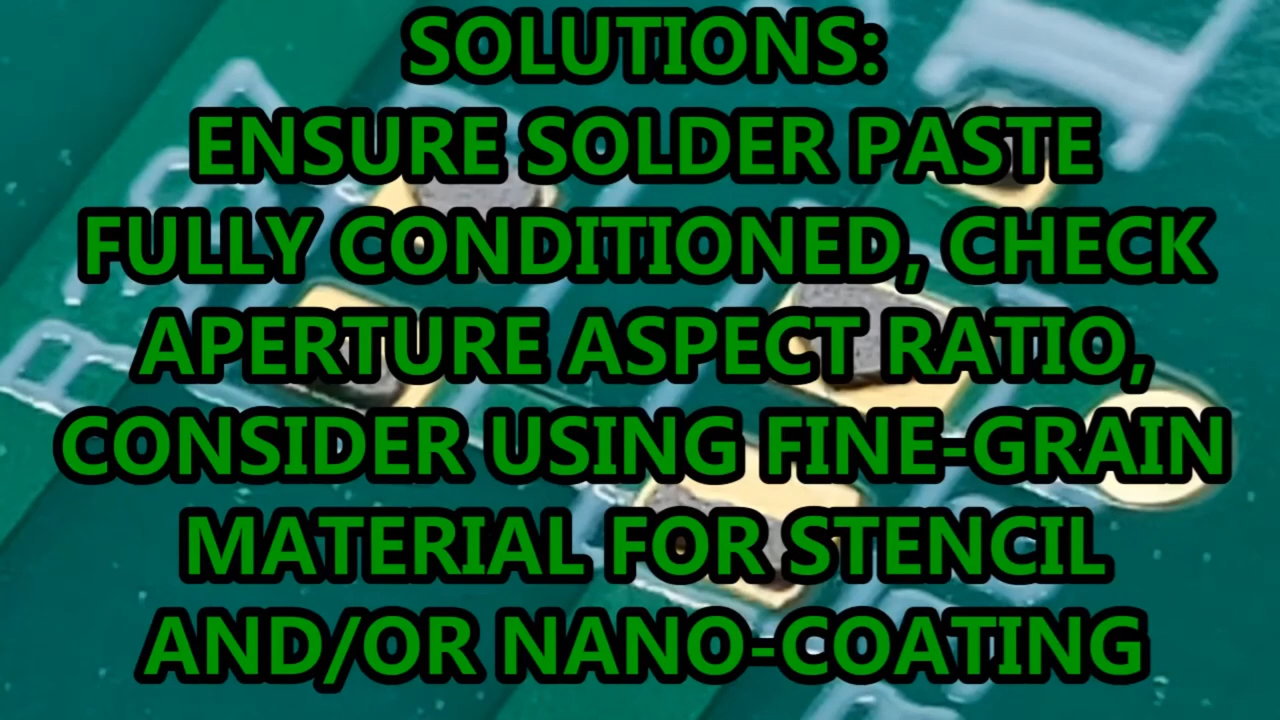 SOLUTIONS:
ENSURE SOLDER PASTE
FULLY CONDITIONED, CHECK
APERTURE ASPECT RATIO,
CONSIDER USING FINE-GRAIN
MATERIAL FOR STENCIL
AND/OR NANO-COATING